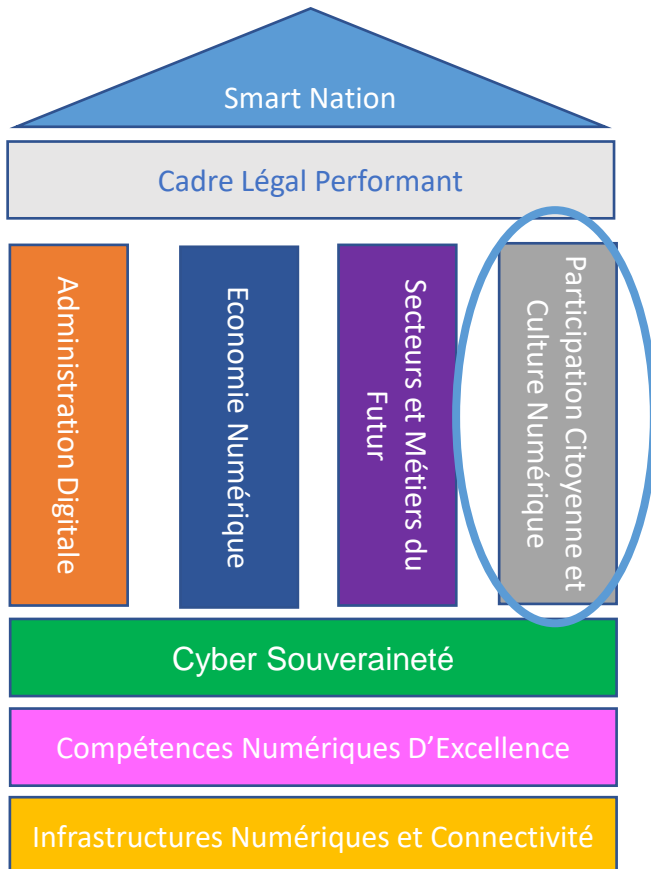 Smart Nation
Cadre Légal Performant
Administration Digitale
Economie Numérique
Secteurs et Métiers du
Futur
Participation Citoyenne et
Culture Numérique
Cyber Souveraineté
Compétences Numériques D’Excellence
Infrastructures Numériques et Connectivité